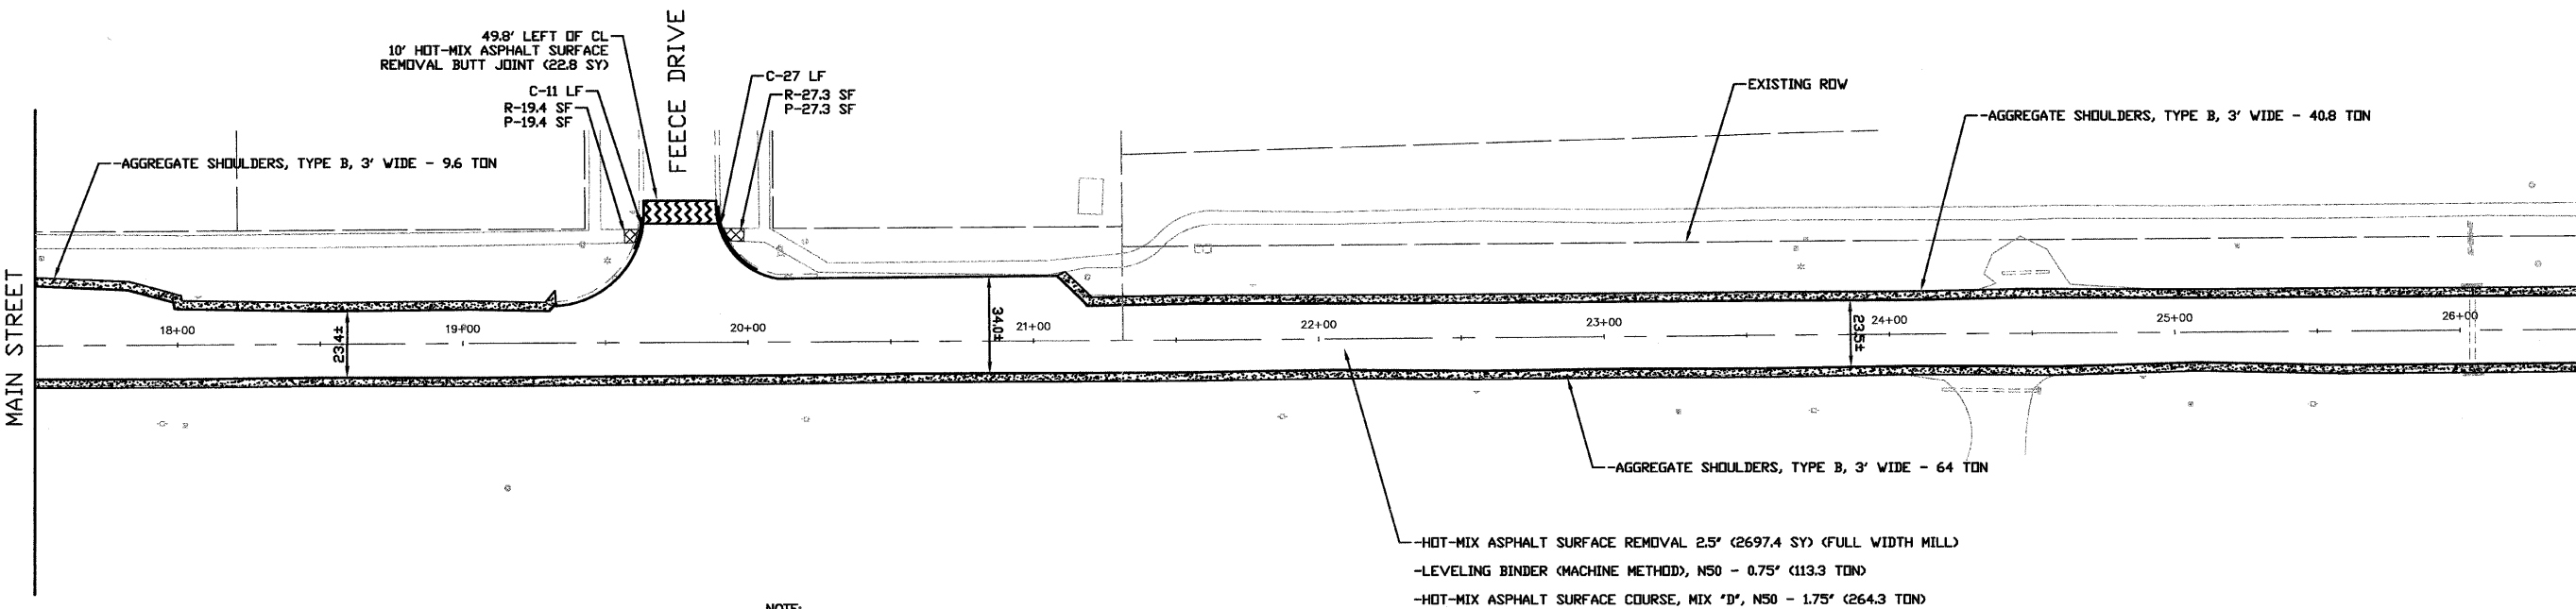 49.8' LEFT OF CL
10' HOT-MIX ASPHALT SURFACE
REMOVAL BUTT JOINT (22.8 SY)
FEECE DRIVE
C-11 LF
R-19.4 SF
P-19.4 SF
C-27 LF
R-27.3 SF
P-27.3 SF
EXISTING ROW
-AGGREGATE SHOULDERS, TYPE B, 3' WIDE - 40.8 TON
-AGGREGATE SHOULDERS, TYPE B, 3' WIDE - 9.6 TON
MAIN STREET
18+00
19+00
20+00
21+00
22+00
23+00
24+00
25+00
26+00
23.4±
34.0±
23.5±
-AGGREGATE SHOULDERS, TYPE B, 3' WIDE - 64 TON
-HOT-MIX ASPHALT SURFACE REMOVAL 2.5" (2697.4 SY) (FULL WIDTH MILL)
-LEVELING BINDER (MACHINE METHOD), N50 - 0.75" (113.3 TON)
-HOT-MIX ASPHALT SURFACE COURSE, MIX "D", N50 - 1.75" (264.3 TON)
NOTE: